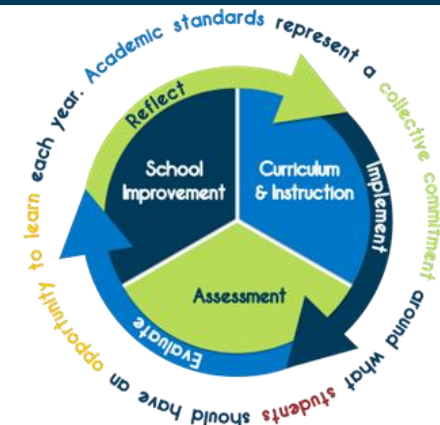 Academic standards represent a collective commitment around what students should have an opportunity to learn each year.
Reflect
Implement
Evaluate
School
Improvement
Curriculum
& Instruction
Assessment